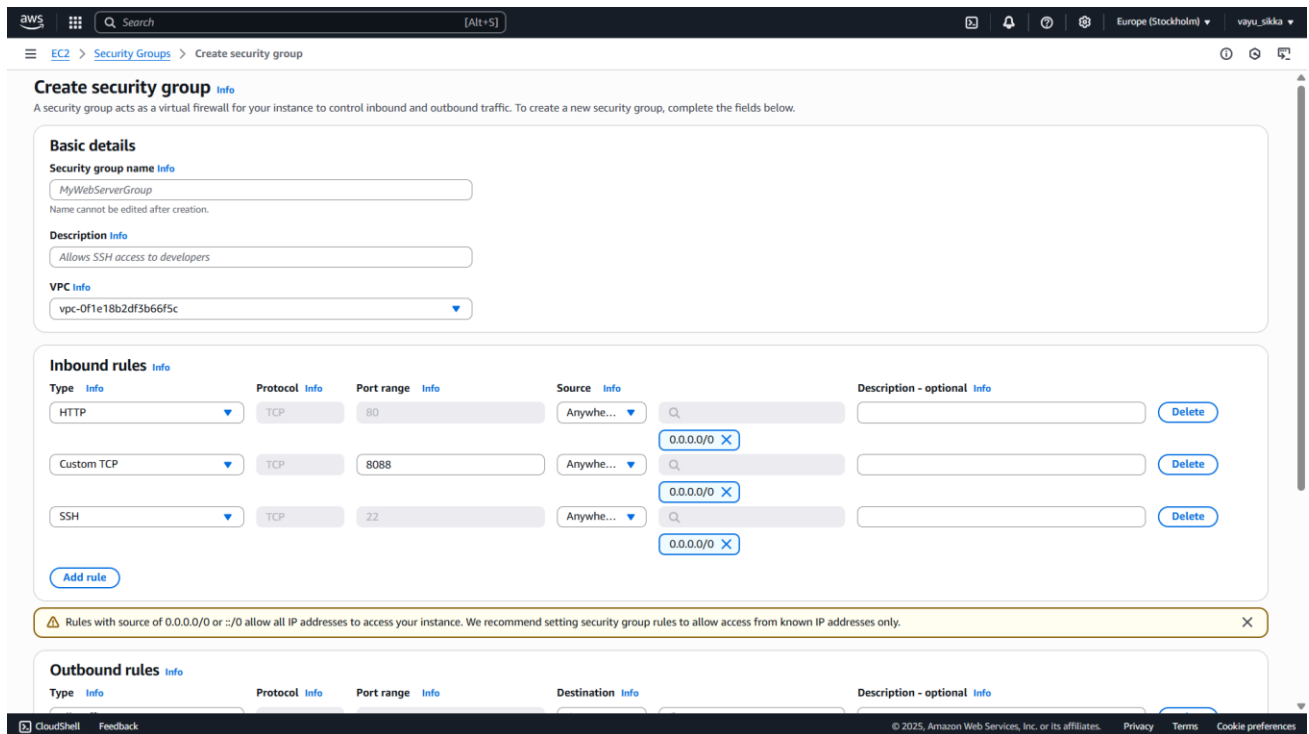 aws Search [Alt+S] Europe (Stockholm) vayu_sikka
EC2 > Security Groups > Create security group
Create security group Info
A security group acts as a virtual firewall for your instance to control inbound and outbound traffic. To create a new security group, complete the fields below.
Basic details
Security group name Info
MyWebServerGroup
Name cannot be edited after creation.
Description Info
Allows SSH access to developers
VPC Info
vpc-0f1e18b2df3b66f5c
Inbound rules Info
Type Info Protocol Info Port range Info Source Info Description - optional Info
HTTP TCP 80 Anywhe... Delete
0.0.0.0/0
Custom TCP TCP 8088 Anywhe... Delete
0.0.0.0/0
SSH TCP 22 Anywhe... Delete
0.0.0.0/0
Add rule
Rules with source of 0.0.0.0/0 or ::/0 allow all IP addresses to access your instance. We recommend setting security group rules to allow access from known IP addresses only.
Outbound rules Info
Type Info Protocol Info Port range Info Destination Info Description - optional Info
CloudShell Feedback © 2025, Amazon Web Services, Inc. or its affiliates. Privacy Terms Cookie preferences